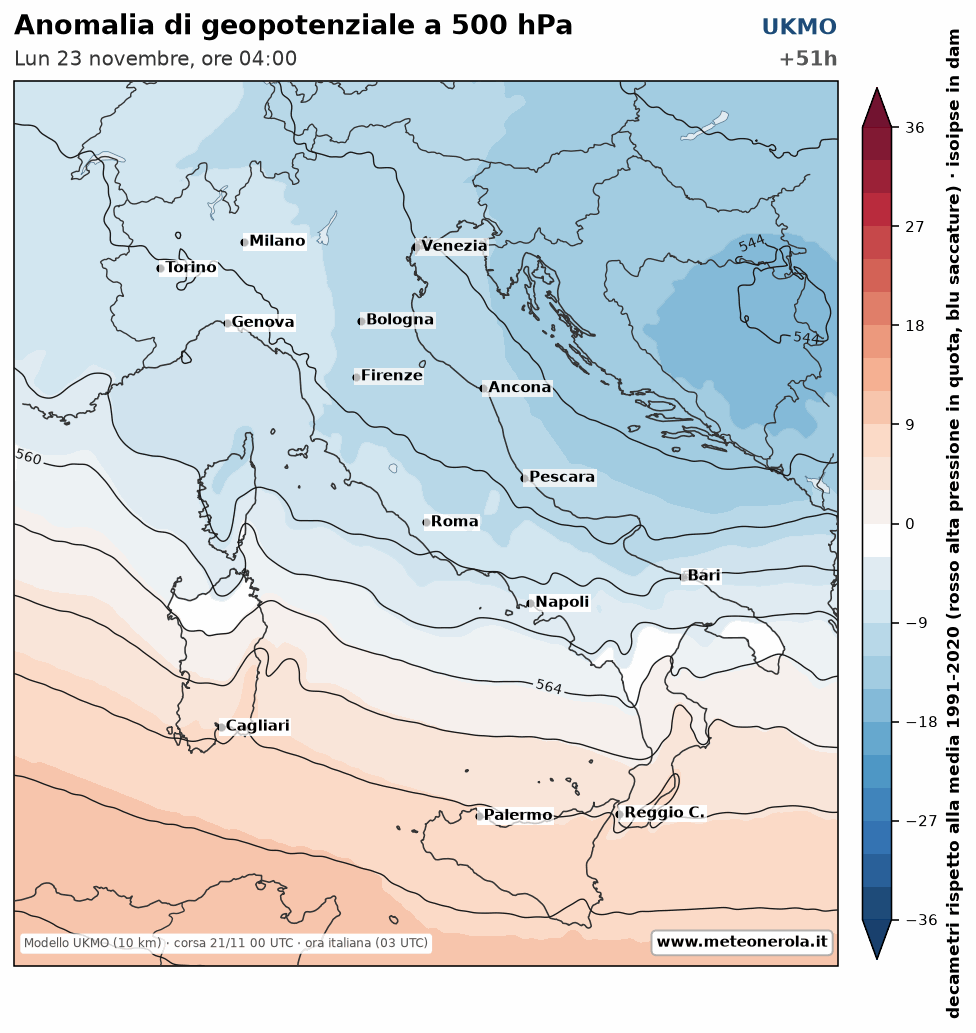 Anomalia di geopotenziale a 500 hPa
UKMO
Lun 23 novembre, ore 04:00
+51h
544
Milano
Venezia
Torino
Genova
Bologna
544
Firenze
Ancona
560
Pescara
Roma
Bari
Napoli
564
Cagliari
Palermo
Reggio C.
Modello UKMO (10 km) · corsa 21/11 00 UTC · ora italiana (03 UTC)
www.meteonerola.it
36
27
18
9
0
−9
−18
−27
−36
decametri rispetto alla media 1991-2020 (rosso alta pressione in quota, blu saccature) · isoipse in dam